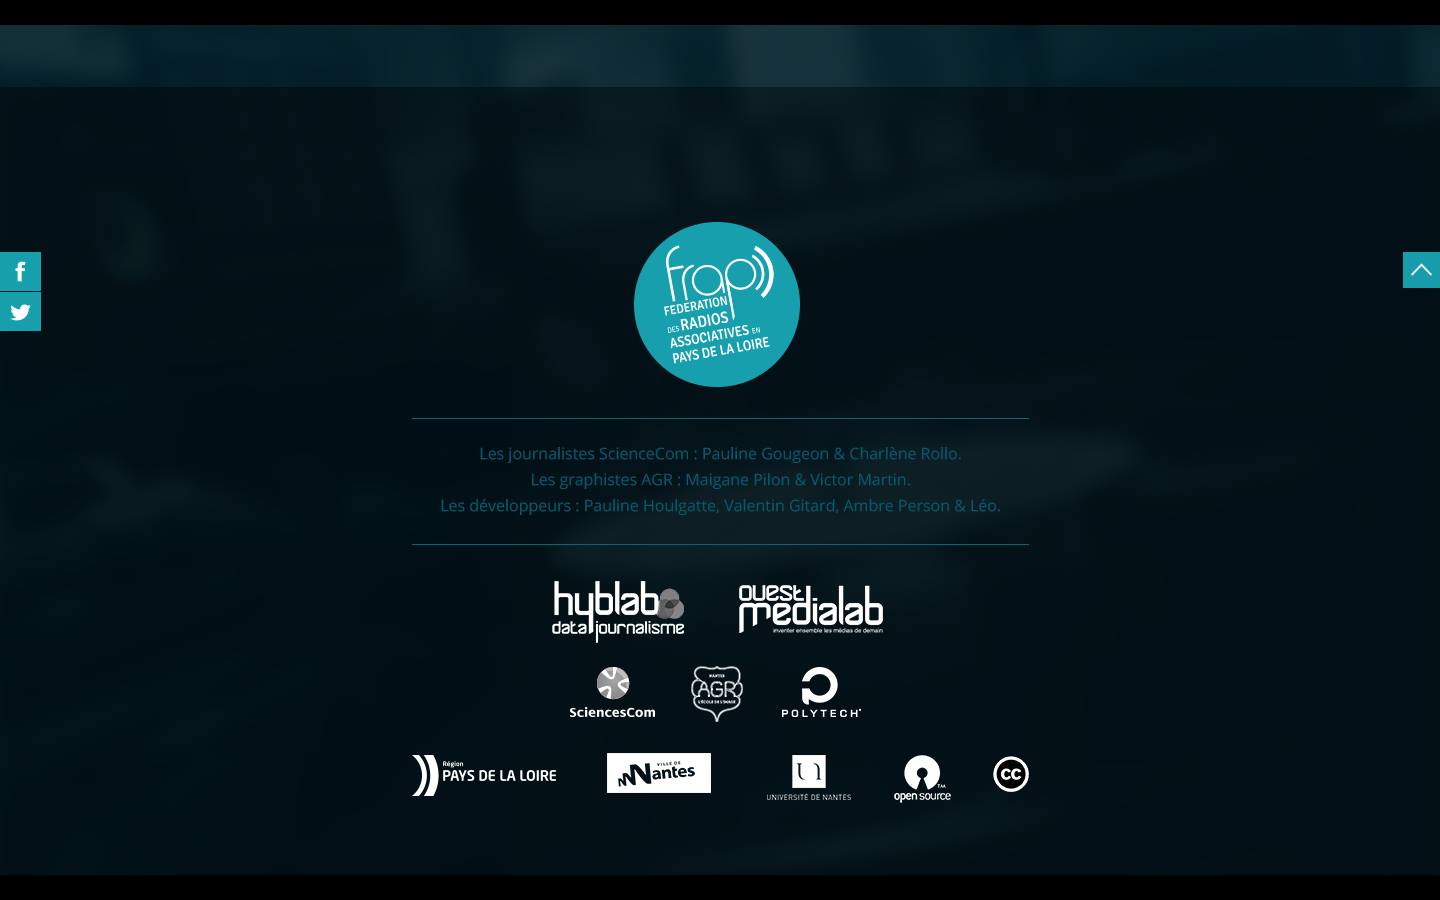 frap
FEDERATION
DES RADIOS
ASSOCIATIVES EN
PAYS DE LA LOIRE
f
Les journalistes ScienceCom : Pauline Gougeon & Charlène Rollo.
Les graphistes AGR : Maigane Pilon & Victor Martin.
Les développeurs : Pauline Houlgatte, Valentin Gitard, Ambre Person & Léo.
hyblab
data journalisme
ouest
medialab
inventer ensemble les médias de demain
SciencesCom
NANTES
AGR
L'ÉCOLE DE L'IMAGE
POLYTECH
Région
PAYS DE LA LOIRE
VILLE DE
Nantes
UNIVERSITÉ DE NANTES
open source
cc